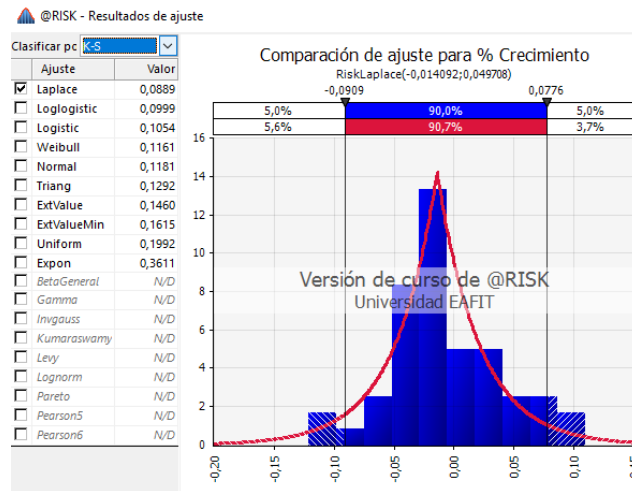 @RISK - Resultados de ajuste
Clasificar pc K-S
Ajuste Valor
Laplace 0,0889
Loglogistic 0,0999
Logistic 0,1054
Weibull 0,1161
Normal 0,1181
Triang 0,1292
ExtValue 0,1460
ExtValueMin 0,1615
Uniform 0,1992
Expon 0,3611
BetaGeneral N/D
Gamma N/D
Invgauss N/D
Kumaraswamy N/D
Levy N/D
Lognorm N/D
Pareto N/D
Pearson5 N/D
Pearson6 N/D
Comparación de ajuste para % Crecimiento
RiskLaplace(-0,014092;0,049708)
-0,0909 0,0776
5,0% 90,0% 5,0%
5,6% 90,7% 3,7%
16
14
12
10
8
6
4
2
0
Versión de curso de @RISK
Universidad EAFIT
-0,20 -0,15 -0,10 -0,05 0,00 0,05 0,10